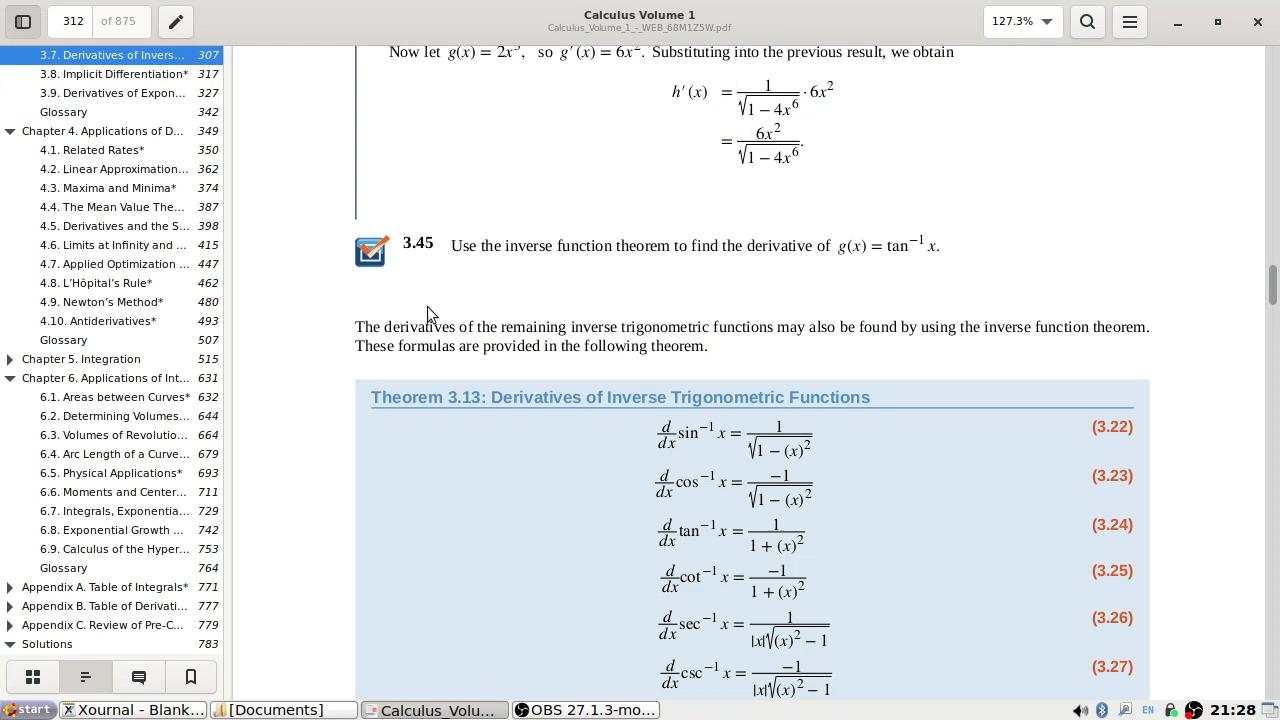 312 of 875
Calculus Volume 1
Calculus_Volume_1_-_WEB_68M1Z5W.pdf
127.3%
3.7. Derivatives of Invers... 307
3.8. Implicit Differentiation* 317
3.9. Derivatives of Expon... 327
Glossary 342
Chapter 4. Applications of D... 349
4.1. Related Rates* 350
4.2. Linear Approximation... 362
4.3. Maxima and Minima* 374
4.4. The Mean Value The... 387
4.5. Derivatives and the S... 398
4.6. Limits at Infinity and ... 415
4.7. Applied Optimization ... 447
4.8. L'Hôpital's Rule* 462
4.9. Newton's Method* 480
4.10. Antiderivatives* 493
Glossary 507
Chapter 5. Integration 515
Chapter 6. Applications of Int... 631
6.1. Areas between Curves* 632
6.2. Determining Volumes... 644
6.3. Volumes of Revolutio... 664
6.4. Arc Length of a Curve... 679
6.5. Physical Applications* 693
6.6. Moments and Center... 711
6.7. Integrals, Exponentia... 729
6.8. Exponential Growth ... 742
6.9. Calculus of the Hyper... 753
Glossary 764
Appendix A. Table of Integrals* 771
Appendix B. Table of Derivati... 777
Appendix C. Review of Pre-C... 779
Solutions 783
Now let g(x) = 2x³, so g′(x) = 6x². Substituting into the previous result, we obtain
h′(x) = 1/√(1 − 4x⁶) · 6x²
= 6x²/√(1 − 4x⁶).
3.45 Use the inverse function theorem to find the derivative of g(x) = tan⁻¹ x.
The derivatives of the remaining inverse trigonometric functions may also be found by using the inverse function theorem.
These formulas are provided in the following theorem.
Theorem 3.13: Derivatives of Inverse Trigonometric Functions
d/dx sin⁻¹ x = 1/√(1 − (x)²) (3.22)
d/dx cos⁻¹ x = −1/√(1 − (x)²) (3.23)
d/dx tan⁻¹ x = 1/(1 + (x)²) (3.24)
d/dx cot⁻¹ x = −1/(1 + (x)²) (3.25)
d/dx sec⁻¹ x = 1/(|x|√((x)² − 1)) (3.26)
d/dx csc⁻¹ x = −1/(|x|√((x)² − 1)) (3.27)
start
Xournal - Blank...
[Documents]
Calculus_Volu...
OBS 27.1.3-mo...
EN
21:28